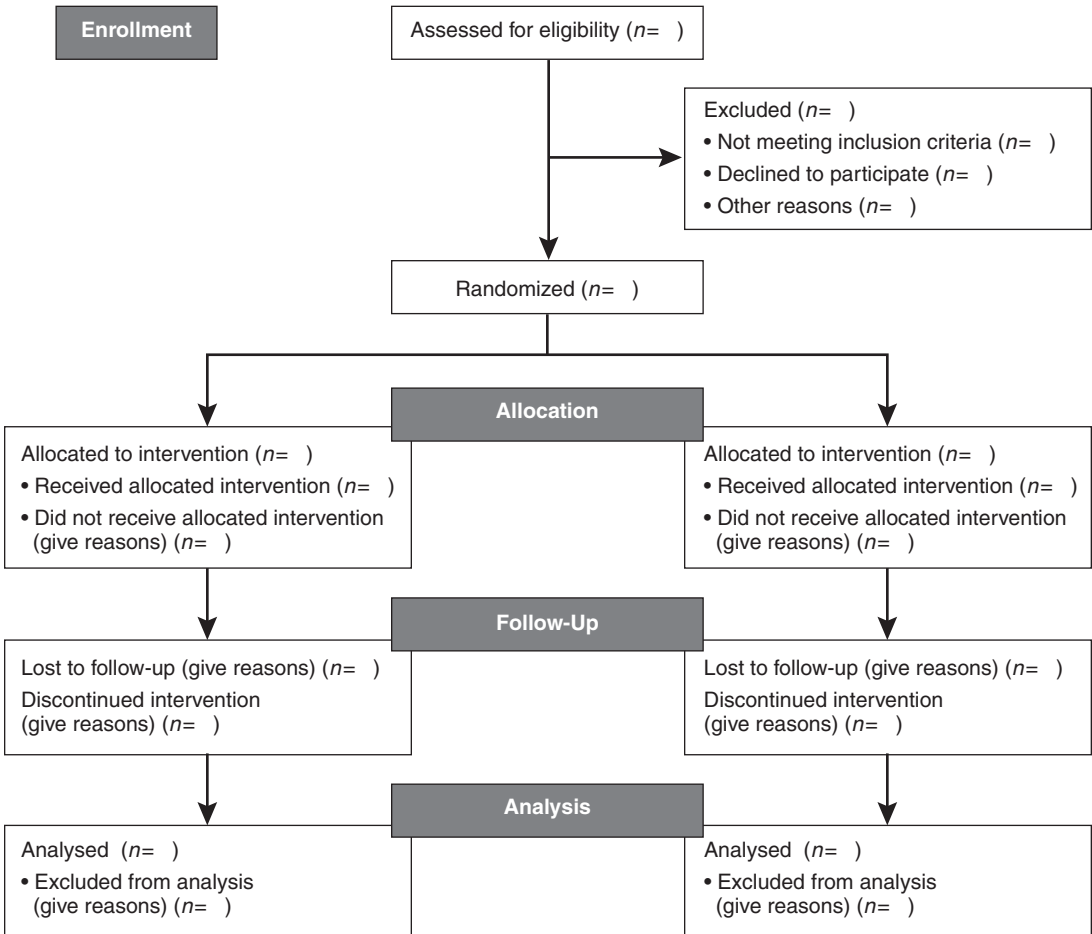 Enrollment
Assessed for eligibility (n= )
Excluded (n= )
• Not meeting inclusion criteria (n= )
• Declined to participate (n= )
• Other reasons (n= )
Randomized (n= )
Allocation
Allocated to intervention (n= )
• Received allocated intervention (n= )
• Did not receive allocated intervention
(give reasons) (n= )
Allocated to intervention (n= )
• Received allocated intervention (n= )
• Did not receive allocated intervention
(give reasons) (n= )
Follow-Up
Lost to follow-up (give reasons) (n= )
Discontinued intervention
(give reasons) (n= )
Lost to follow-up (give reasons) (n= )
Discontinued intervention
(give reasons) (n= )
Analysis
Analysed (n= )
• Excluded from analysis
(give reasons) (n= )
Analysed (n= )
• Excluded from analysis
(give reasons) (n= )